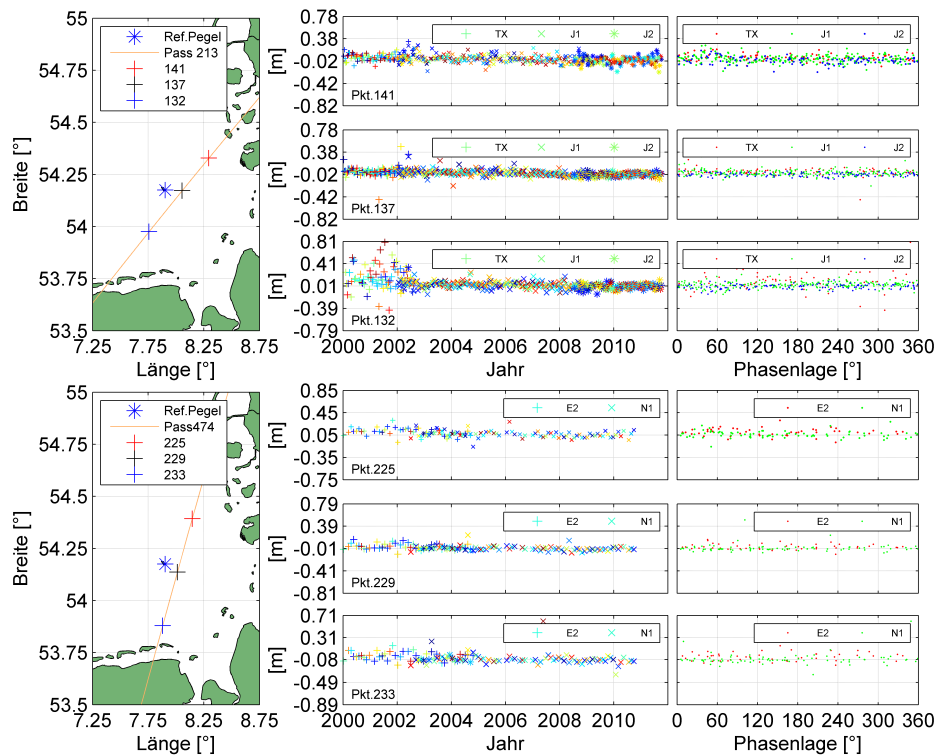 55
54.75
54.5
54.25
54
53.75
53.5
Breite [°]
7.25 7.75 8.25 8.75
Länge [°]
Ref.Pegel
Pass 213
141
137
132
0.78
0.38
-0.02
-0.42
-0.82
[m]
TX J1 J2
Pkt.141
TX J1 J2
0.78
0.38
-0.02
-0.42
-0.82
[m]
TX J1 J2
Pkt.137
TX J1 J2
0.81
0.41
0.01
-0.39
-0.79
[m]
TX J1 J2
Pkt.132
TX J1 J2
2000 2002 2004 2006 2008 2010
Jahr
0 60 120 180 240 300 360
Phasenlage [°]
55
54.75
54.5
54.25
54
53.75
53.5
Breite [°]
7.25 7.75 8.25 8.75
Länge [°]
Ref.Pegel
Pass474
225
229
233
0.85
0.45
0.05
-0.35
-0.75
[m]
E2 N1
Pkt.225
E2 N1
0.79
0.39
-0.01
-0.41
-0.81
[m]
E2 N1
Pkt.229
E2 N1
0.71
0.31
-0.08
-0.49
-0.89
[m]
E2 N1
Pkt.233
E2 N1
2000 2002 2004 2006 2008 2010
Jahr
0 60 120 180 240 300 360
Phasenlage [°]